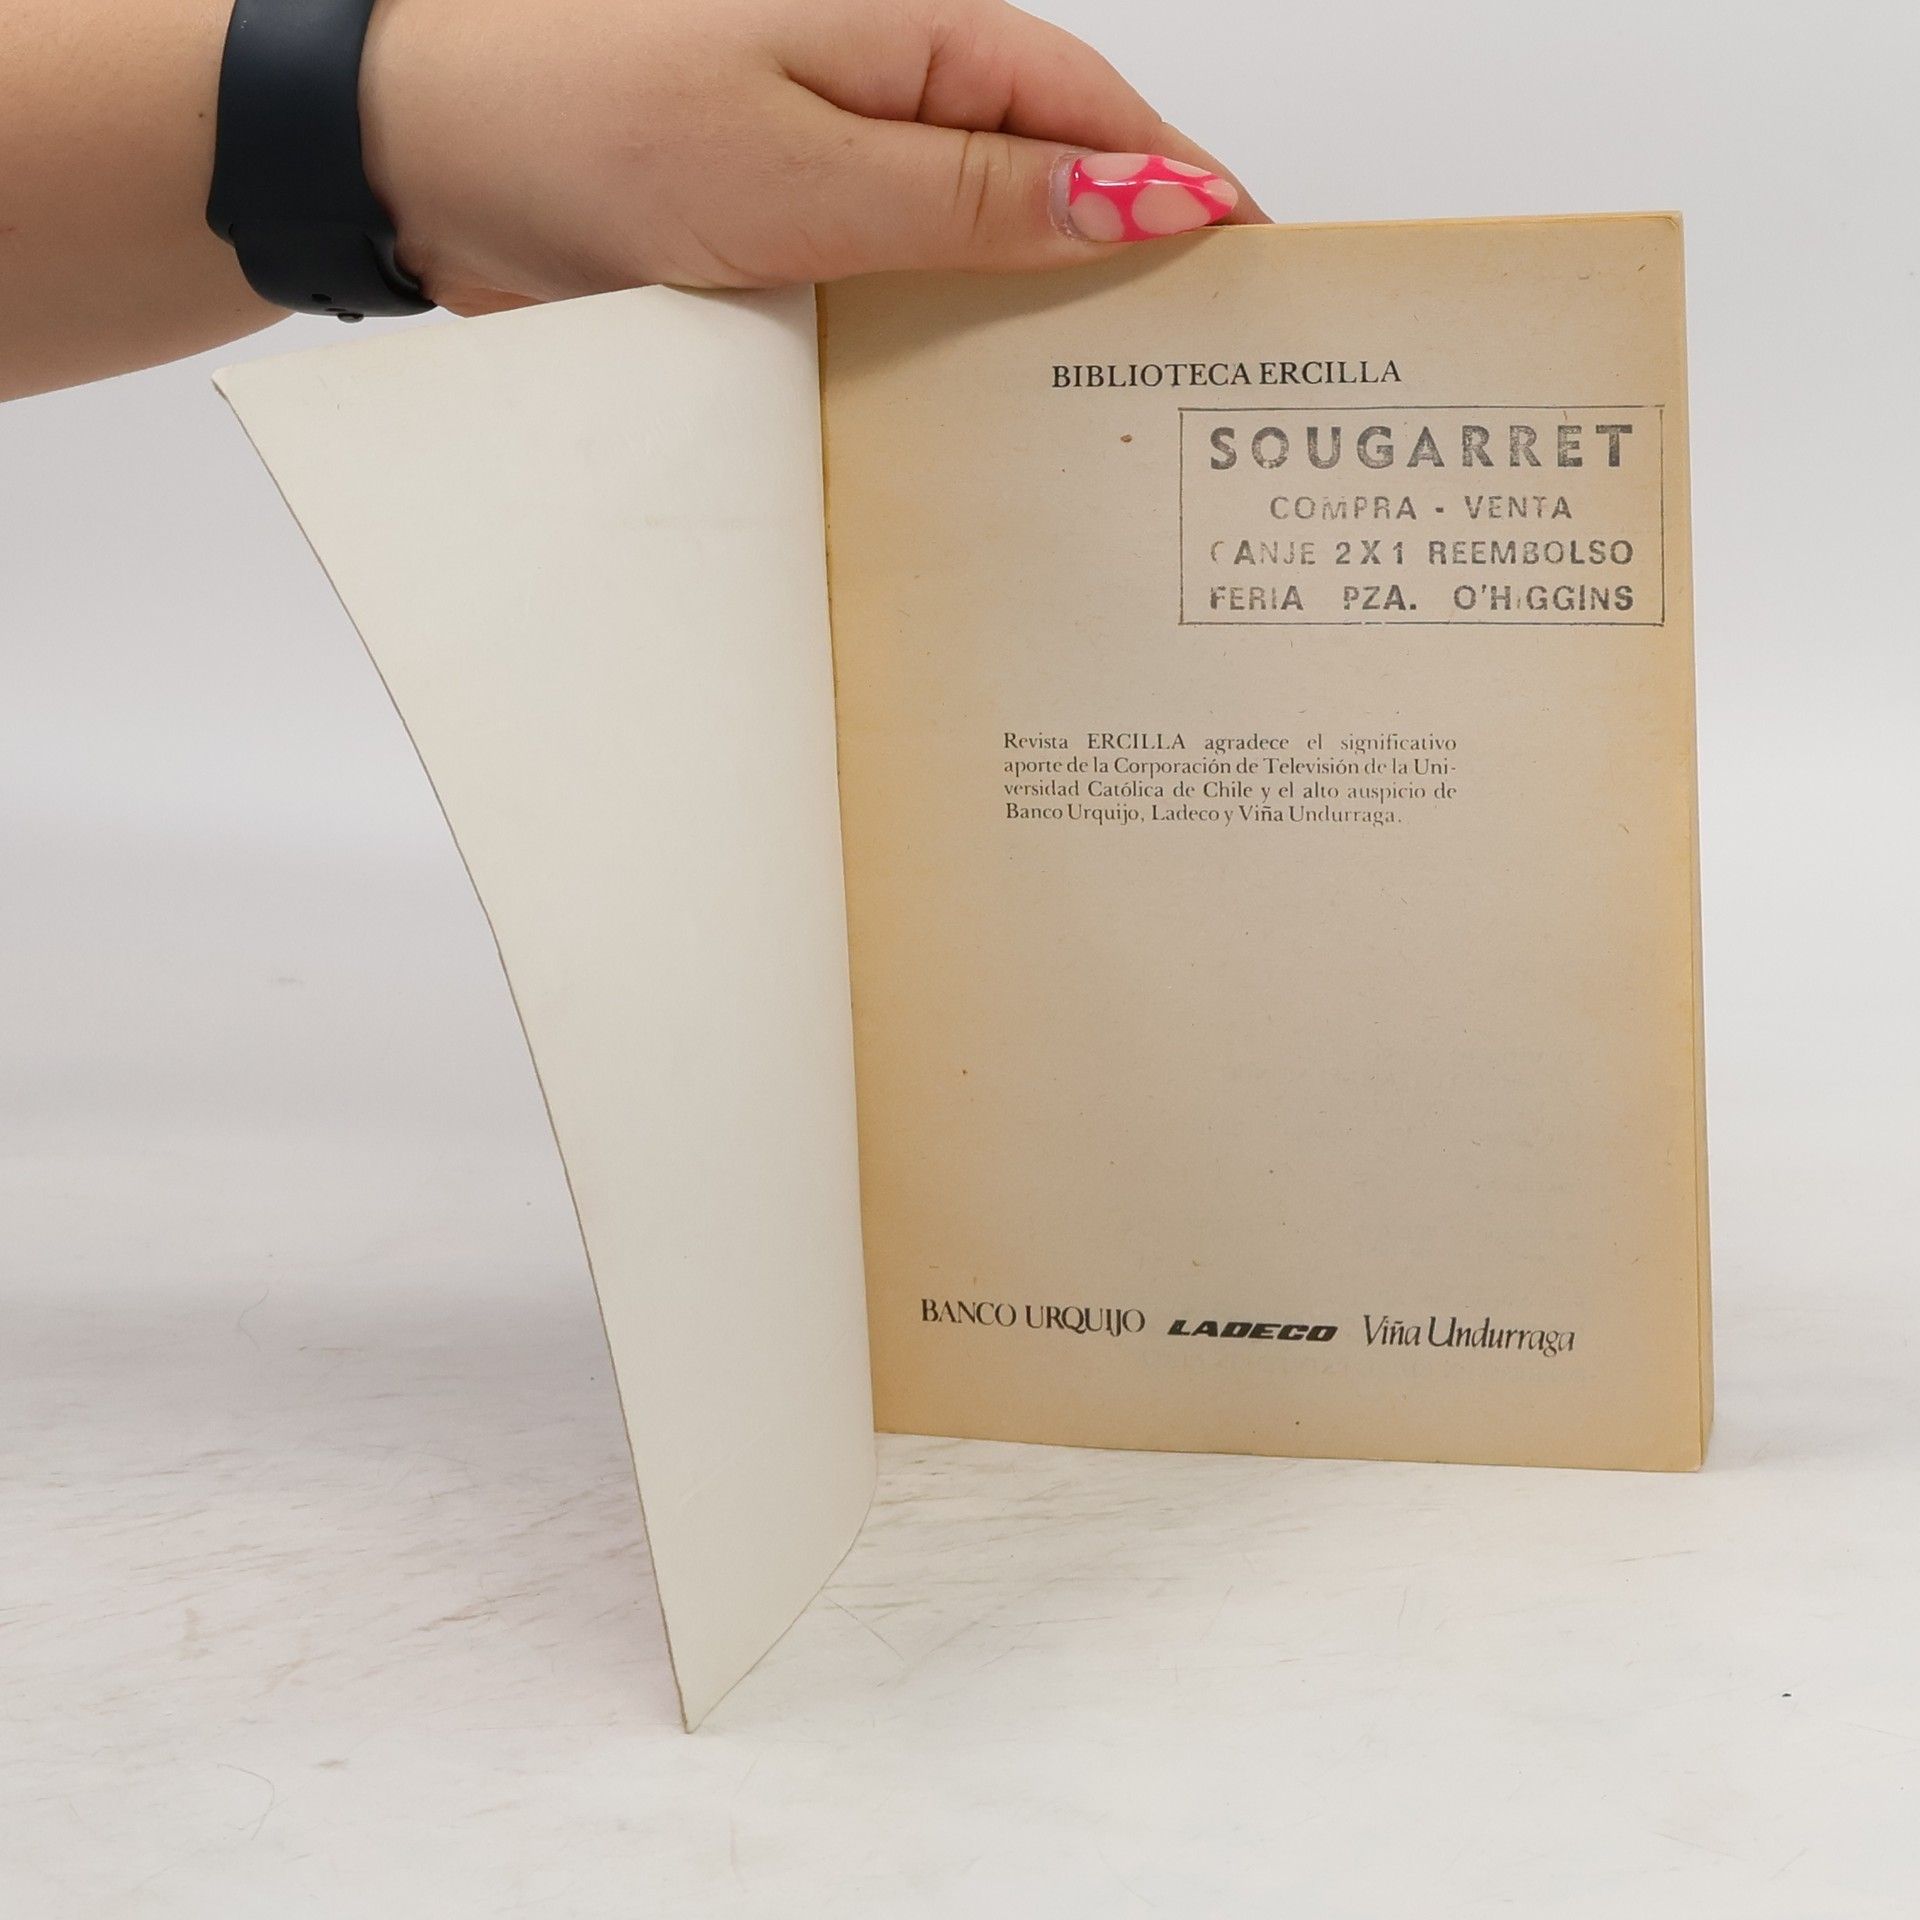 BIBLIOTECA ERCILLA
SOUGARRET
COMPRA - VENTA
CANJE 2X1 REEMBOLSO
FERIA PZA. O'HIGGINS
Revista ERCILLA agradece el significativo
aporte de la Corporación de Televisión de la Uni-
versidad Católica de Chile y el alto auspicio de
Banco Urquijo, Ladeco y Viña Undurraga.
BANCO URQUIJO LADECO Viña Undurraga